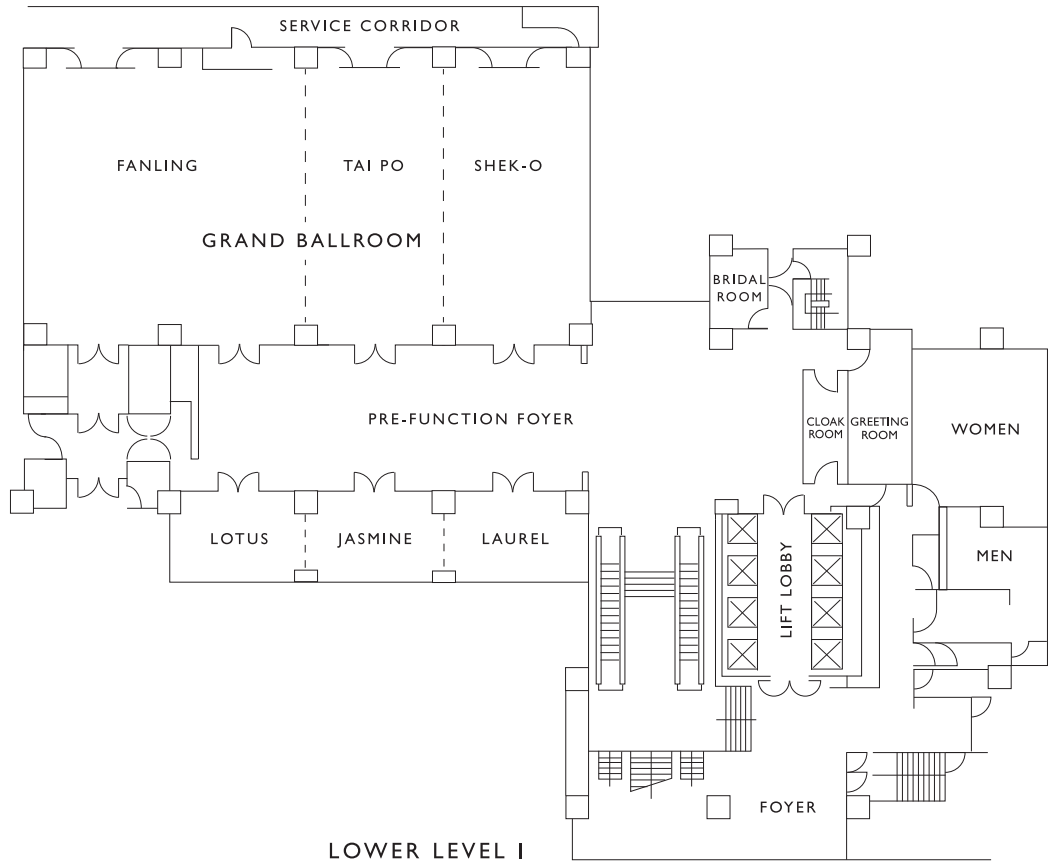 SERVICE CORRIDOR
FANLING
TAI PO
SHEK-O
GRAND BALLROOM
BRIDAL
ROOM
PRE-FUNCTION FOYER
CLOAK
ROOM
GREETING
ROOM
WOMEN
LOTUS
JASMINE
LAUREL
LIFT LOBBY
MEN
FOYER
LOWER LEVEL I